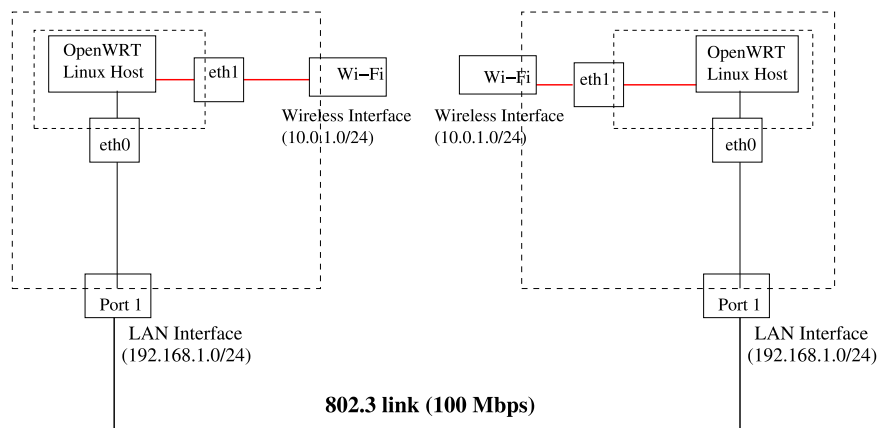 OpenWRT
Linux Host
eth1
Wi−Fi
Wireless Interface
(10.0.1.0/24)
eth0
Port 1
LAN Interface
(192.168.1.0/24)
Wi−Fi
eth1
OpenWRT
Linux Host
Wireless Interface
(10.0.1.0/24)
eth0
Port 1
LAN Interface
(192.168.1.0/24)
802.3 link (100 Mbps)